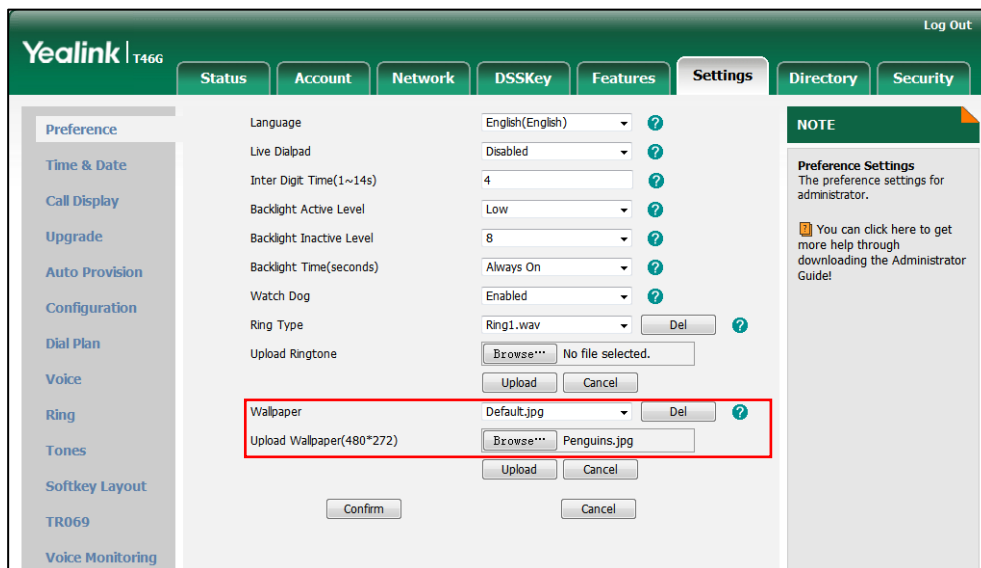 Log Out
Yealink T46G
Status Account Network DSSKey Features Settings Directory Security
Preference
Time & Date
Call Display
Upgrade
Auto Provision
Configuration
Dial Plan
Voice
Ring
Tones
Softkey Layout
TR069
Voice Monitoring
Language English(English) ?
Live Dialpad Disabled ?
Inter Digit Time(1~14s) 4 ?
Backlight Active Level Low ?
Backlight Inactive Level 8 ?
Backlight Time(seconds) Always On ?
Watch Dog Enabled ?
Ring Type Ring1.wav Del ?
Upload Ringtone Browse··· No file selected.
Upload Cancel
Wallpaper Default.jpg Del ?
Upload Wallpaper(480*272) Browse··· Penguins.jpg
Upload Cancel
Confirm Cancel
NOTE
Preference Settings
The preference settings for
administrator.
? You can click here to get
more help through
downloading the Administrator
Guide!